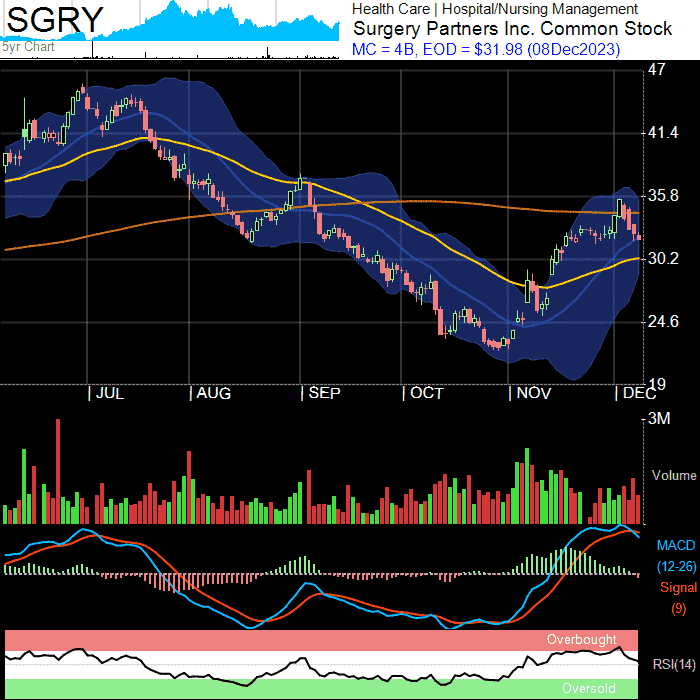 SGRY
5yr Chart
Health Care | Hospital/Nursing Management
Surgery Partners Inc. Common Stock
MC = 4B, EOD = $31.98 (08Dec2023)
47
41.4
35.8
30.2
24.6
19
| JUL | AUG | SEP | OCT | NOV | DEC
3M
Volume
MACD
(12-26)
Signal
(9)
Overbought
RSI(14)
Oversold